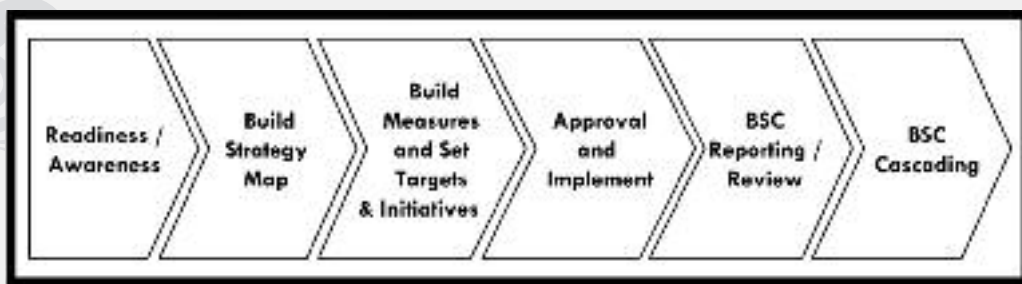 Readiness /
Awareness
Build
Strategy
Map
Build
Measures
and Set
Targets
& Initiatives
Approval
and
Implement
BSC
Reporting /
Review
BSC
Cascading